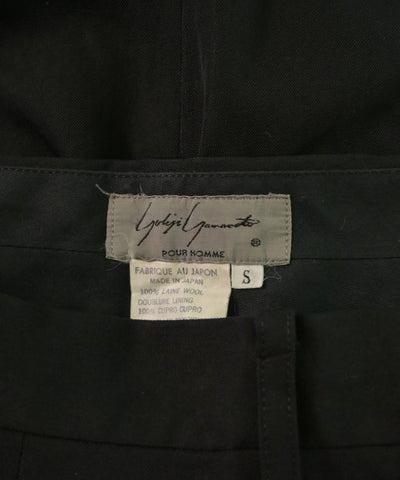 Yohji Yamamoto
®
POUR HOMME
FABRIQUE AU JAPON
MADE IN JAPAN
100% LAINE WOOL
DOUBLURE LINING
100% CUPRO CUPRO
S